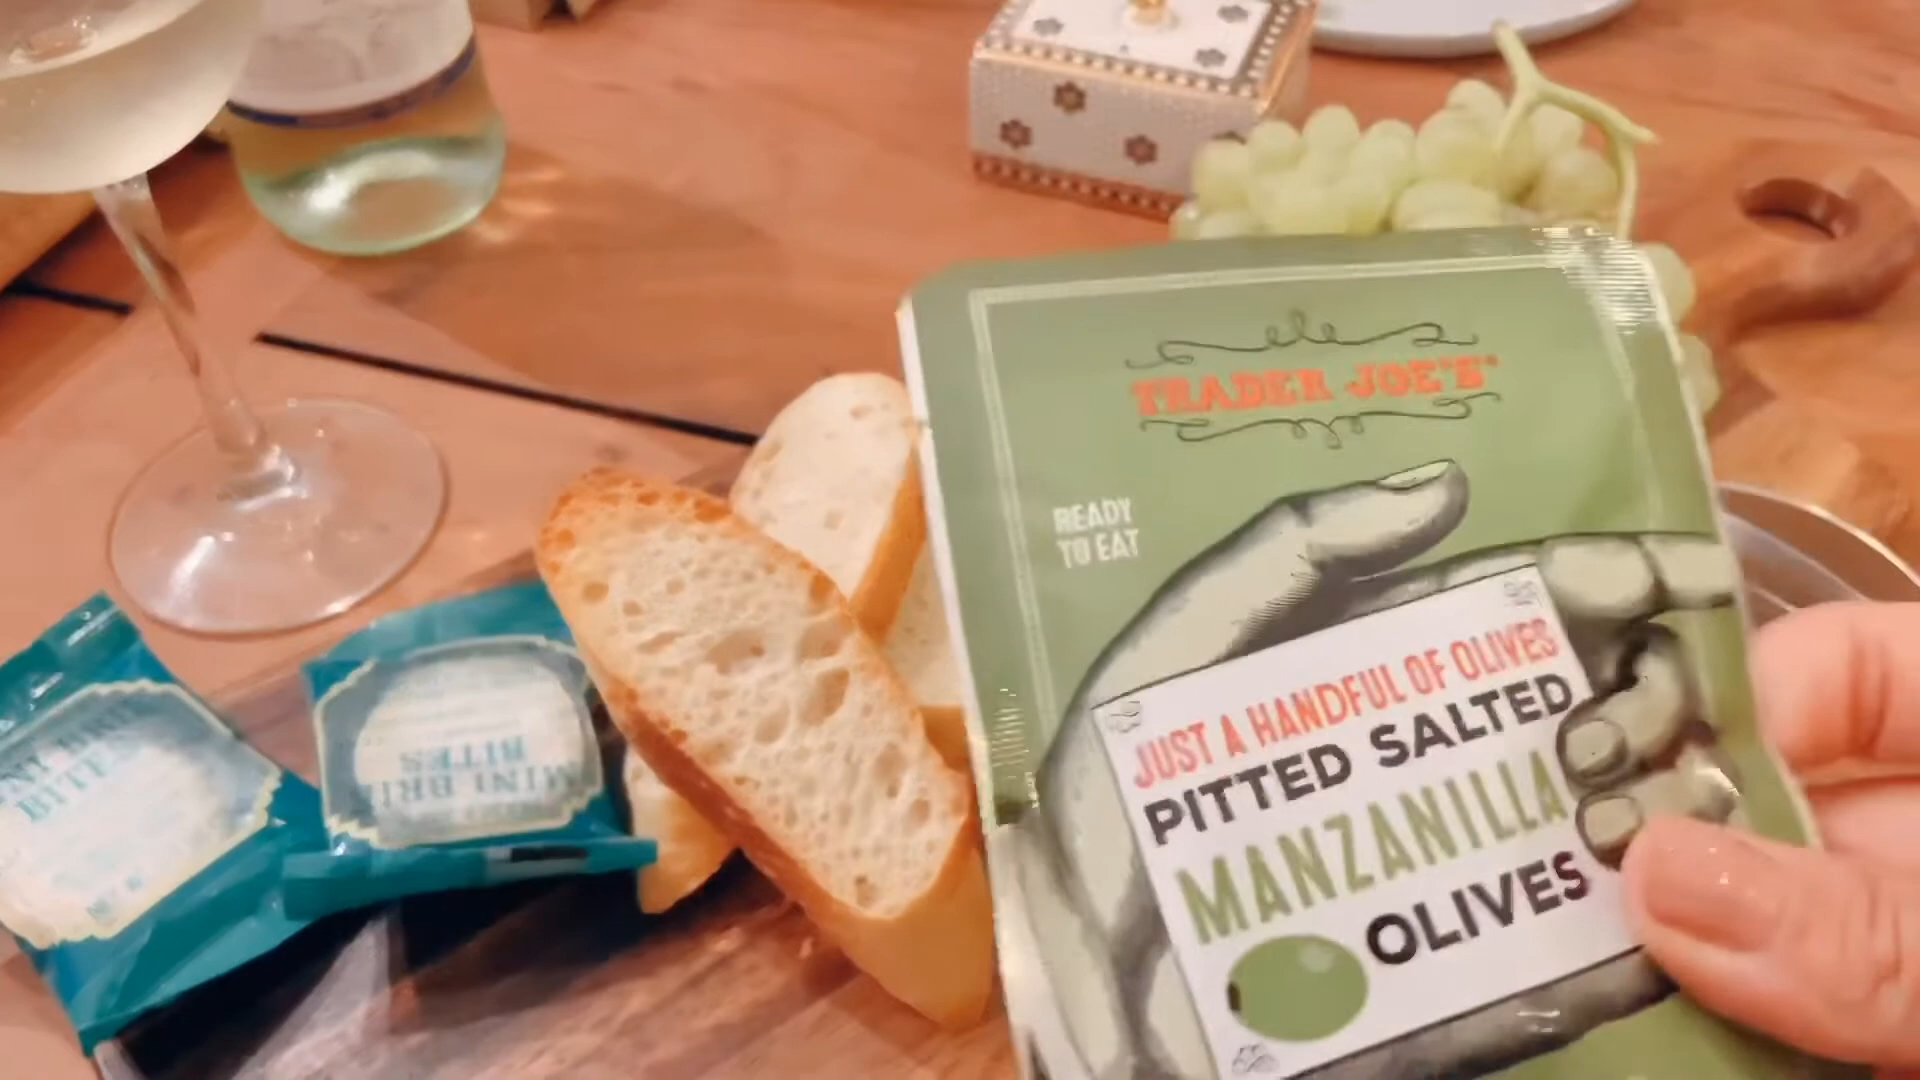 TRADER JOE'S
READY
TO EAT
JUST A HANDFUL OF OLIVES
PITTED SALTED
MANZANILLA
OLIVES
MINI BRIE
BITES
BITES